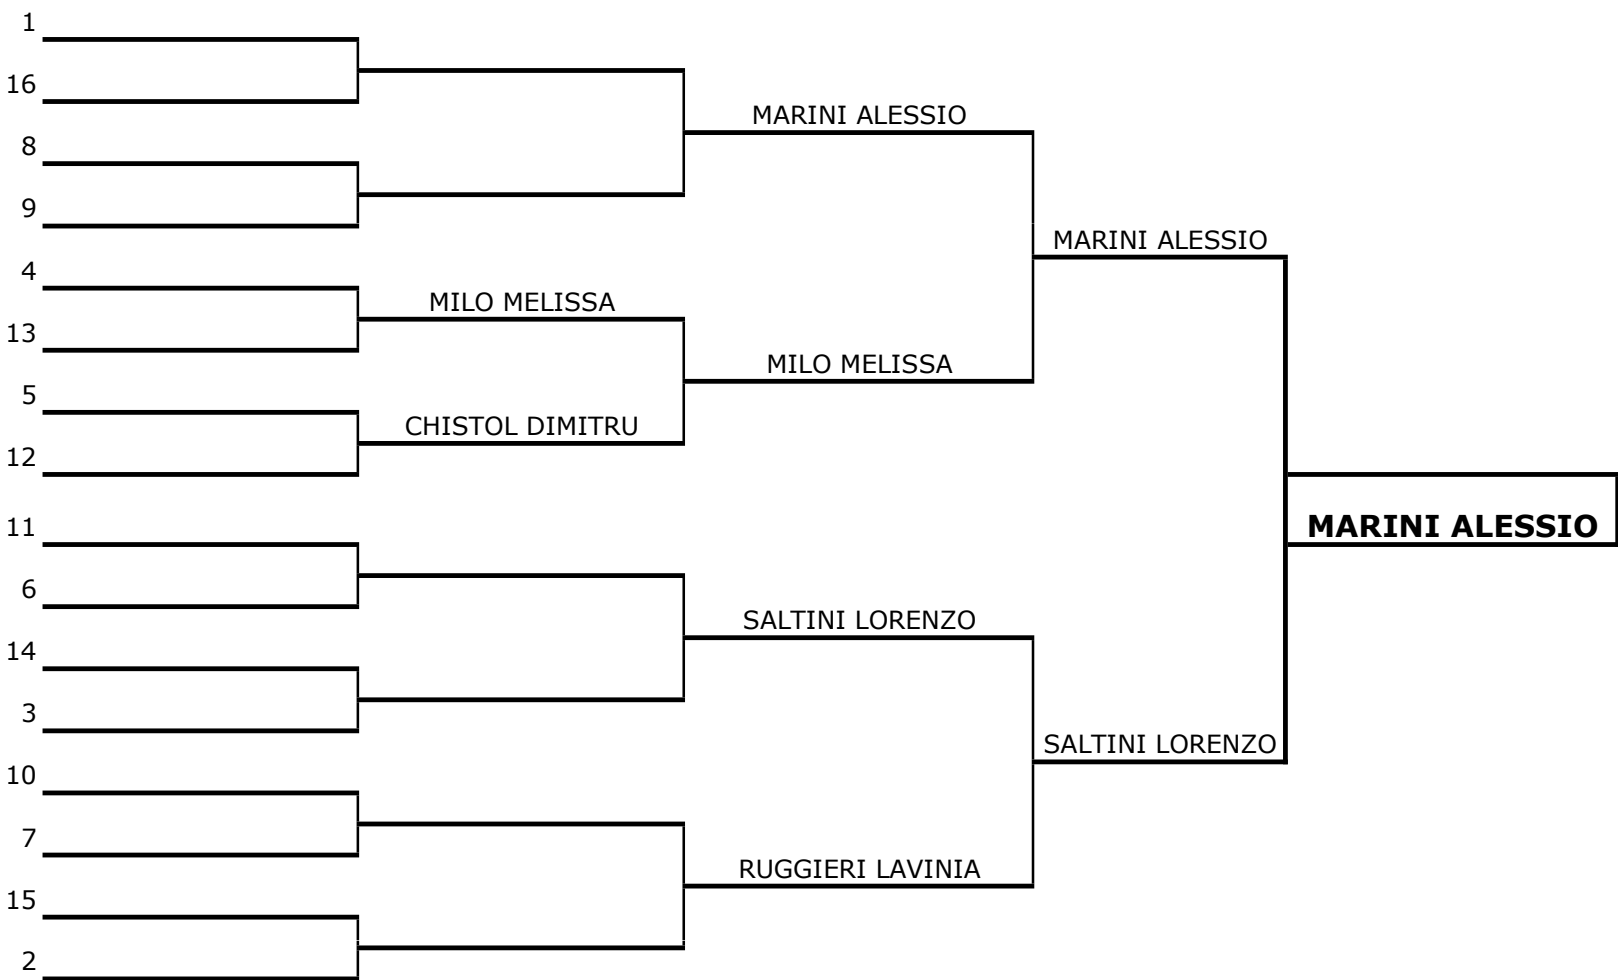 1
16
MARINI ALESSIO
8
9
MARINI ALESSIO
4
MILO MELISSA
13
MILO MELISSA
5
CHISTOL DIMITRU
12
11
MARINI ALESSIO
6
SALTINI LORENZO
14
3
SALTINI LORENZO
10
7
RUGGIERI LAVINIA
15
2